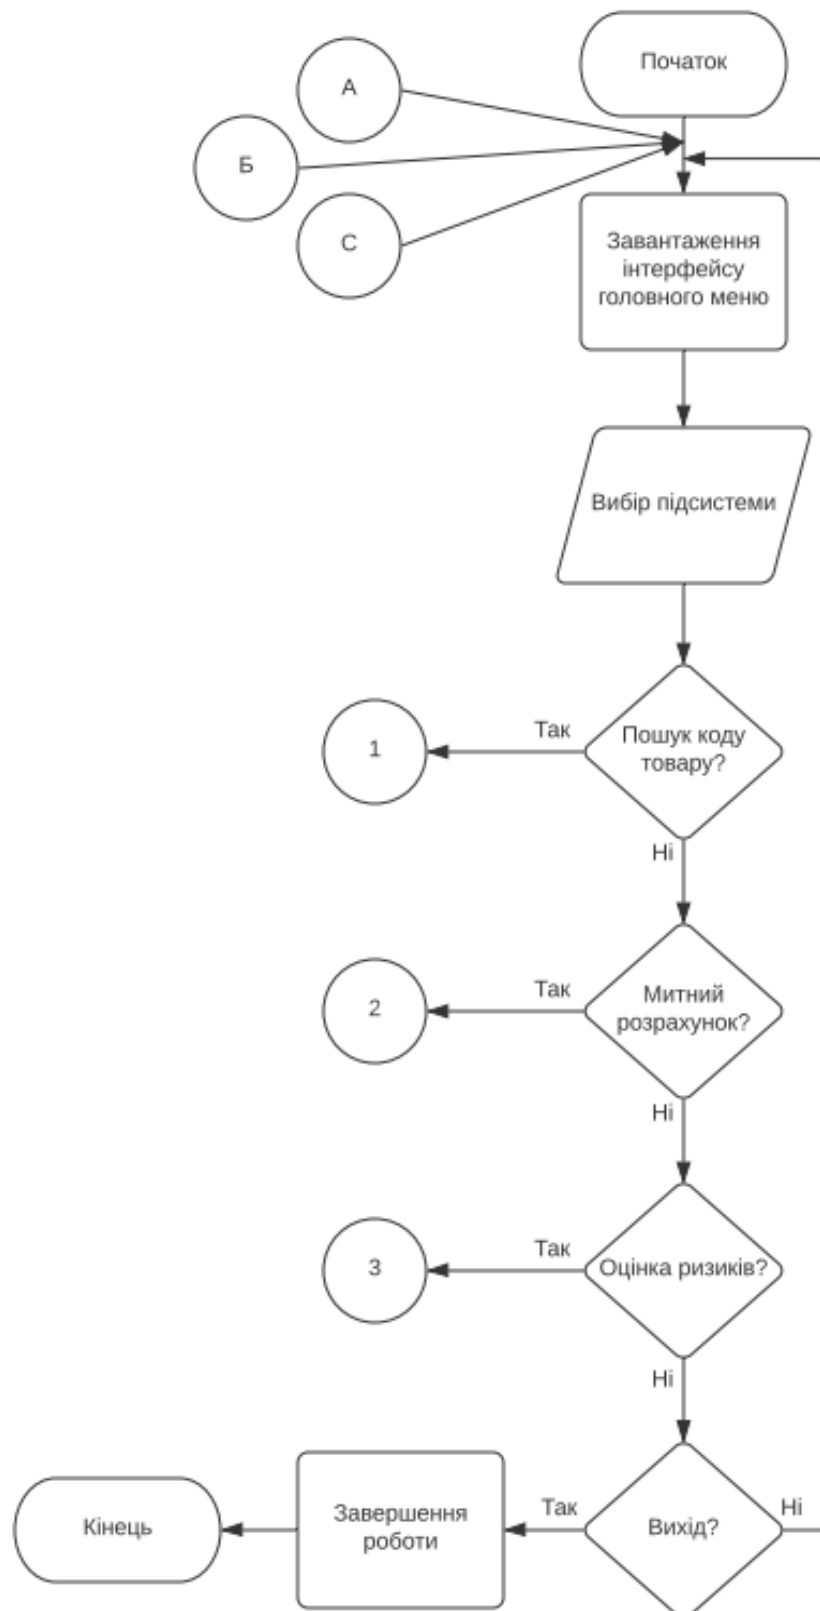 Початок
А
Б
С
Завантаження
інтерфейсу
головного меню
Вибір підсистеми
Пошук коду
товару?
Так
1
Ні
Митний
розрахунок?
Так
2
Ні
Оцінка ризиків?
Так
3
Ні
Вихід?
Так
Ні
Завершення
роботи
Кінець